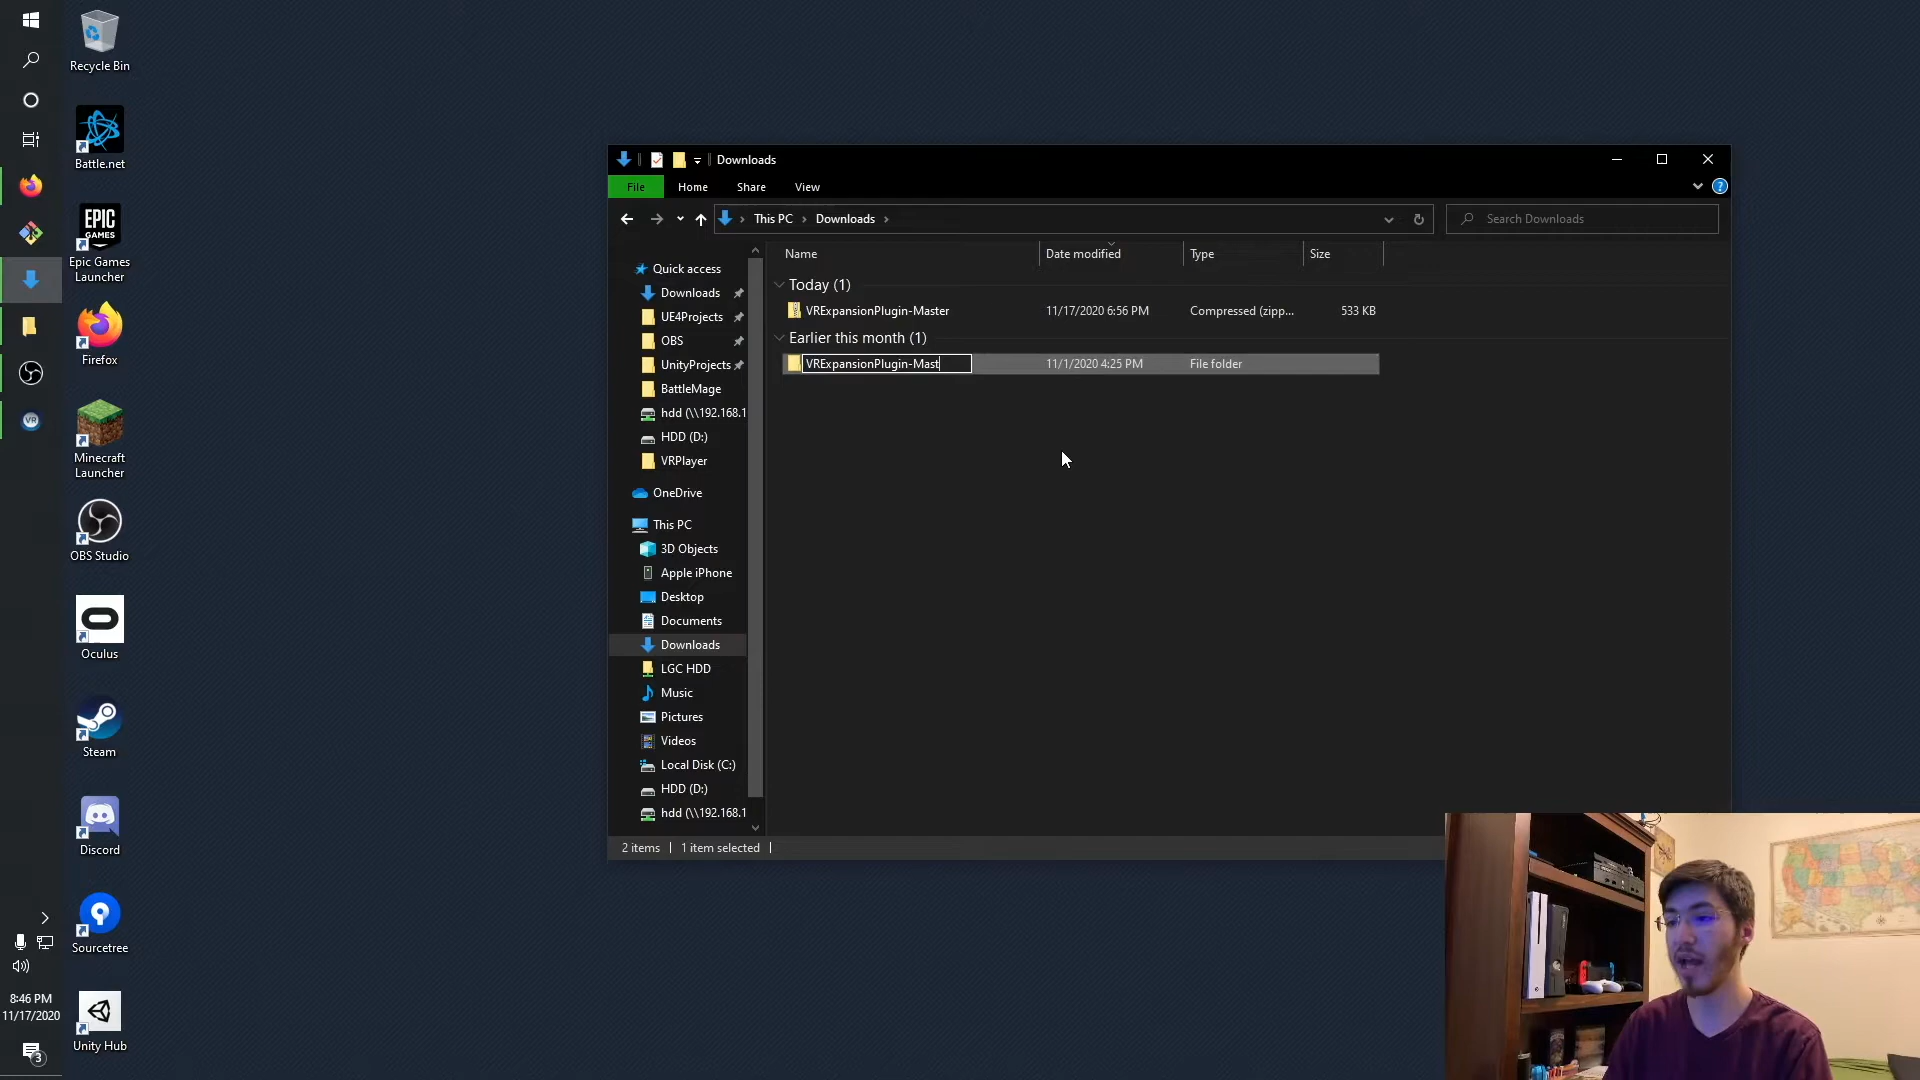 Recycle Bin
Battle.net
EPIC
GAMES
Epic Games
Launcher
Firefox
Minecraft
Launcher
OBS Studio
Oculus
Steam
Discord
Sourcetree
Unity Hub
VR
8:46 PM
11/17/2020
3
Downloads
File
Home
Share
View
?
This PC
Downloads
Search Downloads
Name
Date modified
Type
Size
Today (1)
VRExpansionPlugin-Master
11/17/2020 6:56 PM
Compressed (zipp...
533 KB
Earlier this month (1)
VRExpansionPlugin-Mast
11/1/2020 4:25 PM
File folder
Quick access
Downloads
UE4Projects
OBS
UnityProjects
BattleMage
hdd (\\192.168.1
HDD (D:)
VRPlayer
OneDrive
This PC
3D Objects
Apple iPhone
Desktop
Documents
Downloads
LGC HDD
Music
Pictures
Videos
Local Disk (C:)
HDD (D:)
hdd (\\192.168.1
2 items
1 item selected